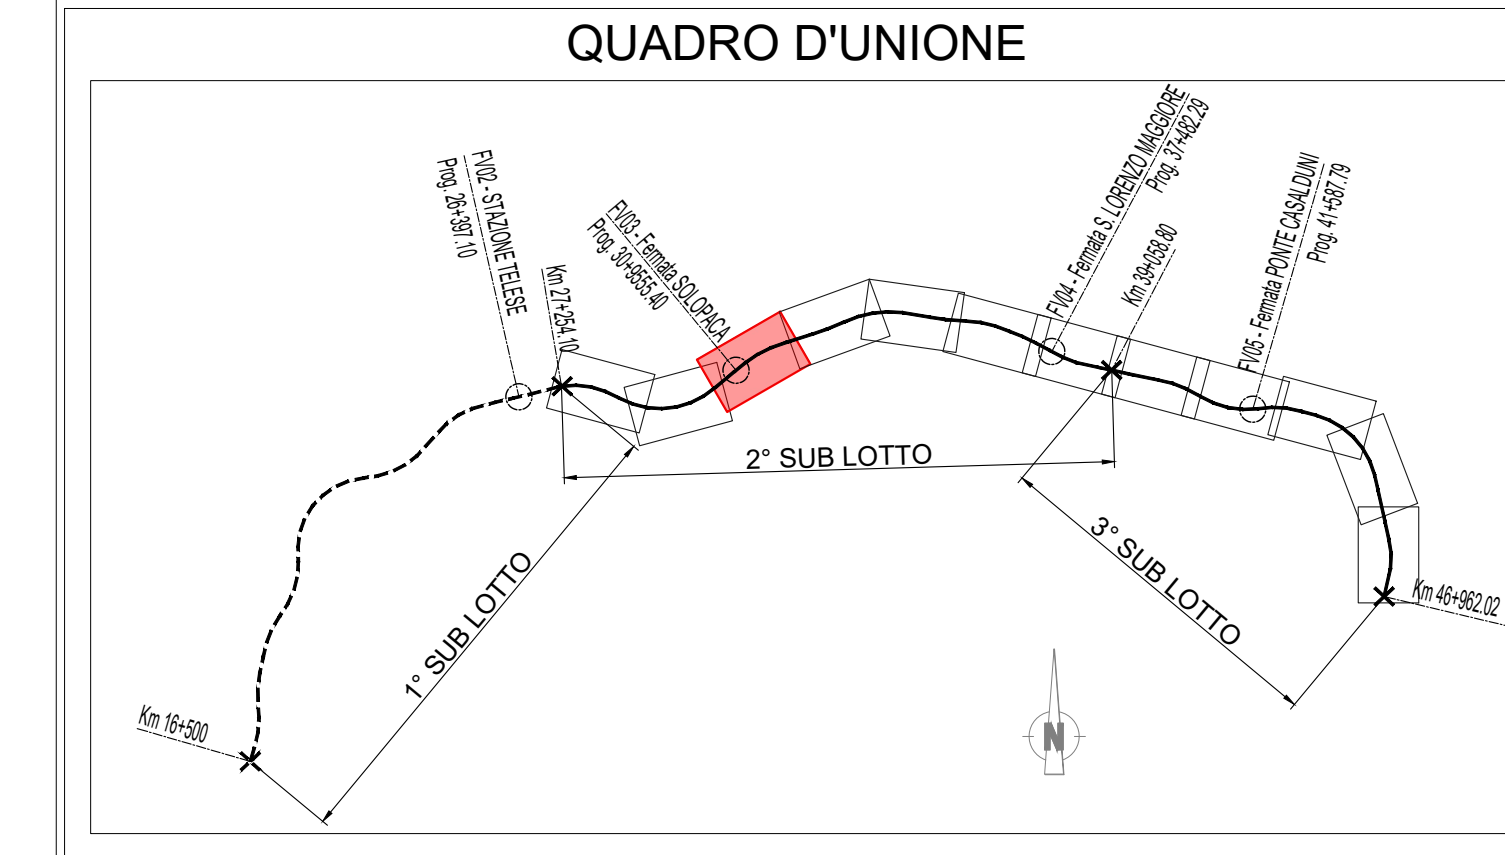 QUADRO D'UNIONE
FV02 - STAZIONE TELESE
Prog. 26+397.10
Km 27+254.10
FV03 - Fermata SOLOPACA
Prog. 30+9555.40
FV04 - Fermata S. LORENZO MAGGIORE
Prog. 37+482.29
Km 39+058.80
FV05 - Fermata PONTE CASALDUNI
Prog. 41+587.79
2° SUB LOTTO
1° SUB LOTTO
3° SUB LOTTO
Km 46+962.02
Km 16+500
N